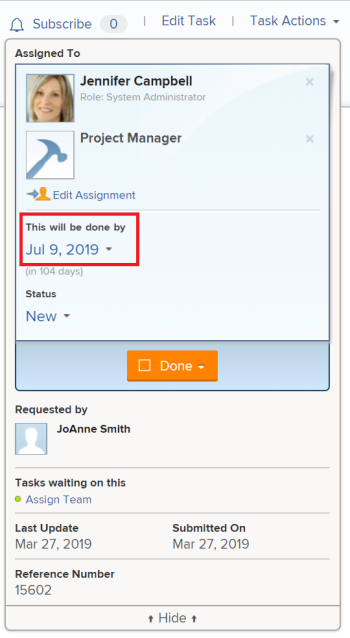 Subscribe 0 | Edit Task | Task Actions
Assigned To
Jennifer Campbell
Role: System Administrator
Project Manager
Edit Assignment
This will be done by
Jul 9, 2019
(in 104 days)
Status
New
Done
Requested by
JoAnne Smith
Tasks waiting on this
Assign Team
Last Update Submitted On
Mar 27, 2019 Mar 27, 2019
Reference Number
15602
Hide